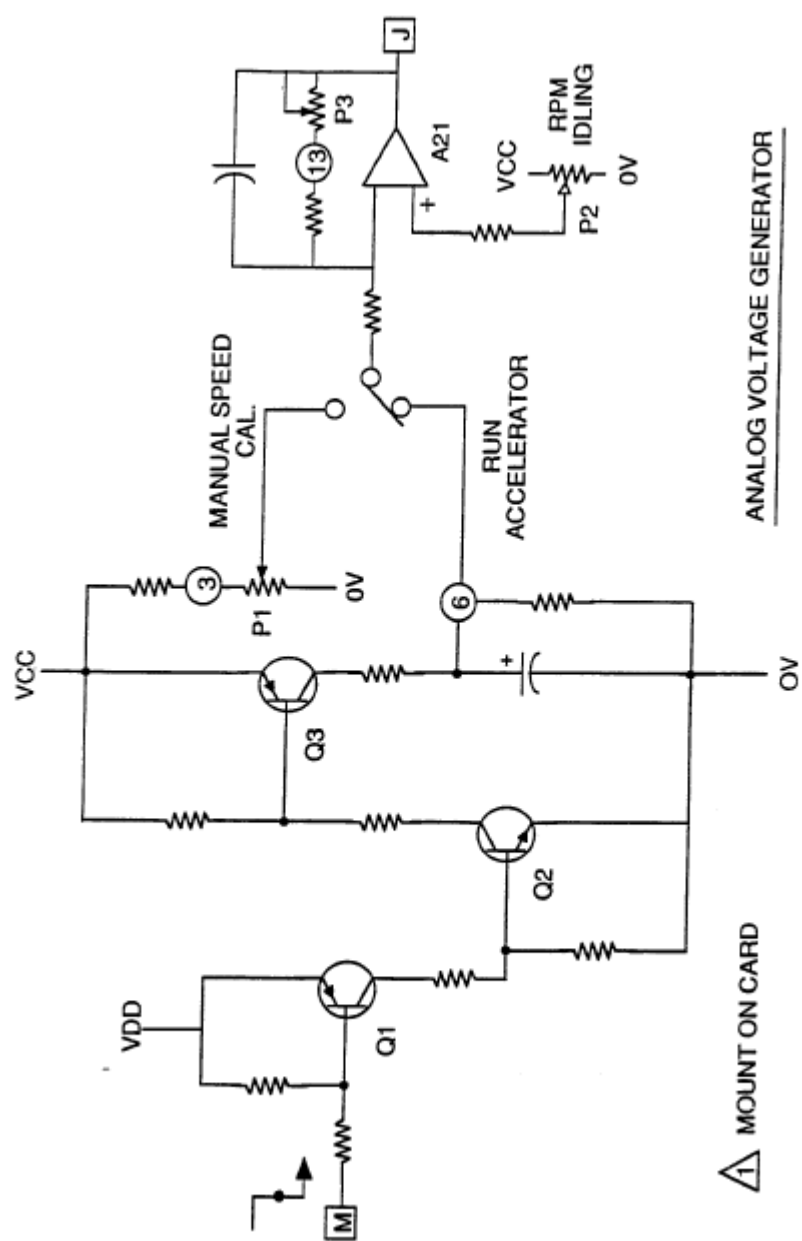 VCC
VDD
MANUAL SPEED
CAL.
3
P1
0V
13
P3
J
A21
+
VCC
RPM
IDLING
P2
0V
Q3
Q1
M
Q2
+
6
RUN
ACCELERATOR
OV
1 MOUNT ON CARD
ANALOG VOLTAGE GENERATOR